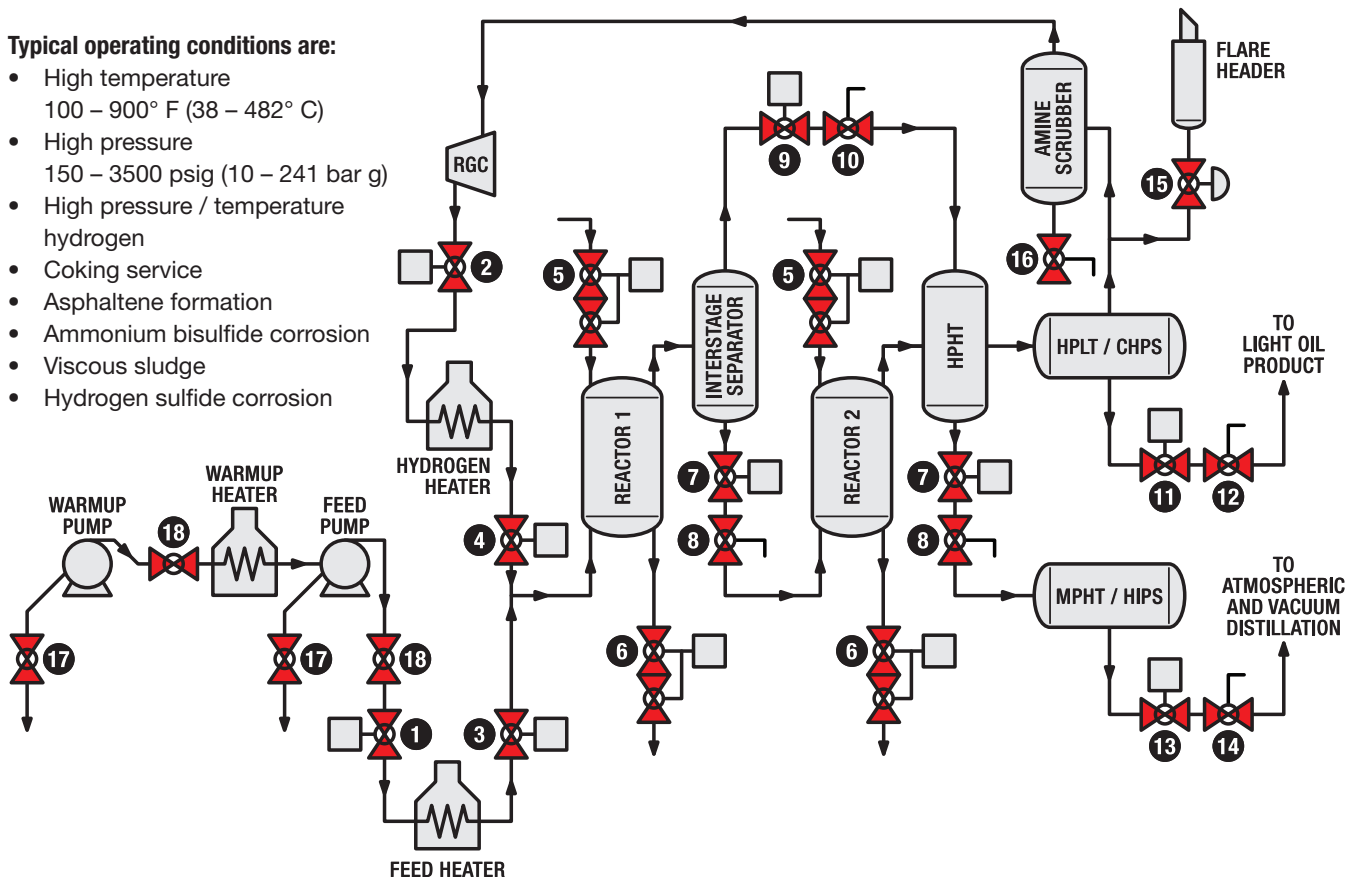 Typical operating conditions are:
• High temperature
100 – 900° F (38 – 482° C)
• High pressure
150 – 3500 psig (10 – 241 bar g)
• High pressure / temperature
hydrogen
• Coking service
• Asphaltene formation
• Ammonium bisulfide corrosion
• Viscous sludge
• Hydrogen sulfide corrosion
RGC
2
HYDROGEN
HEATER
4
5
REACTOR 1
6
INTERSTAGE
SEPARATOR
7
8
9
10
5
REACTOR 2
6
HPHT
7
8
AMINE
SCRUBBER
16
FLARE
HEADER
15
HPLT / CHPS
11
12
TO
LIGHT OIL
PRODUCT
MPHT / HIPS
13
14
TO
ATMOSPHERIC
AND VACUUM
DISTILLATION
WARMUP
PUMP
17
18
WARMUP
HEATER
FEED
PUMP
17
18
1
3
FEED HEATER